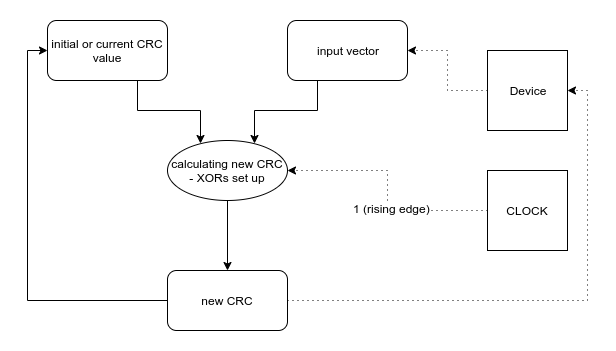 initial or current CRC
value
input vector
Device
calculating new CRC
- XORs set up
1 (rising edge)
CLOCK
new CRC